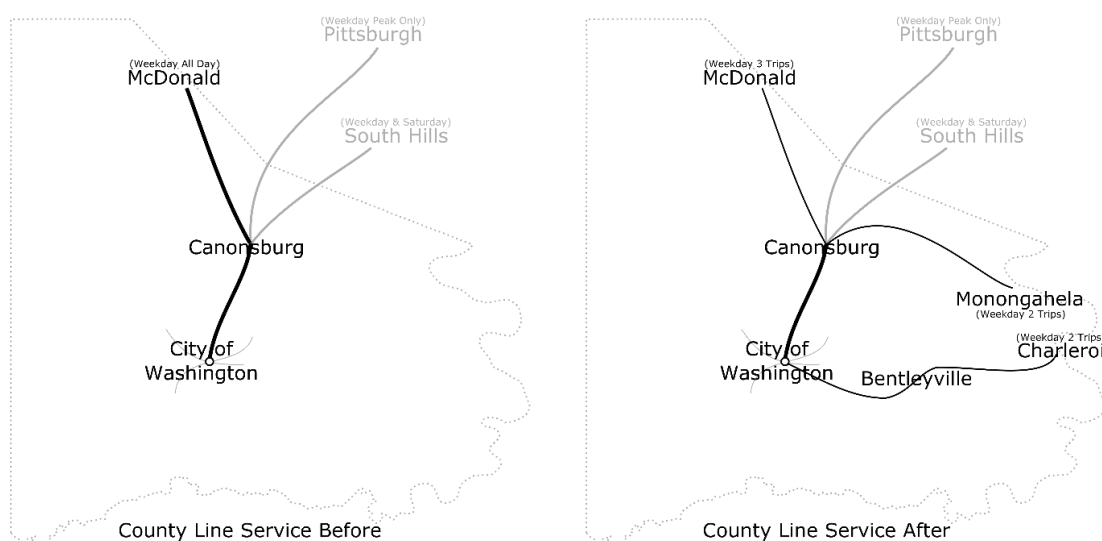 (Weekday Peak Only)
Pittsburgh
(Weekday All Day)
McDonald
(Weekday & Saturday)
South Hills
Canonsburg
City of
Washington
County Line Service Before
(Weekday Peak Only)
Pittsburgh
(Weekday 3 Trips)
McDonald
(Weekday & Saturday)
South Hills
Canonsburg
Monongahela
(Weekday 2 Trips)
(Weekday 2 Trips
Charleroi
City of
Washington
Bentleyville
County Line Service After